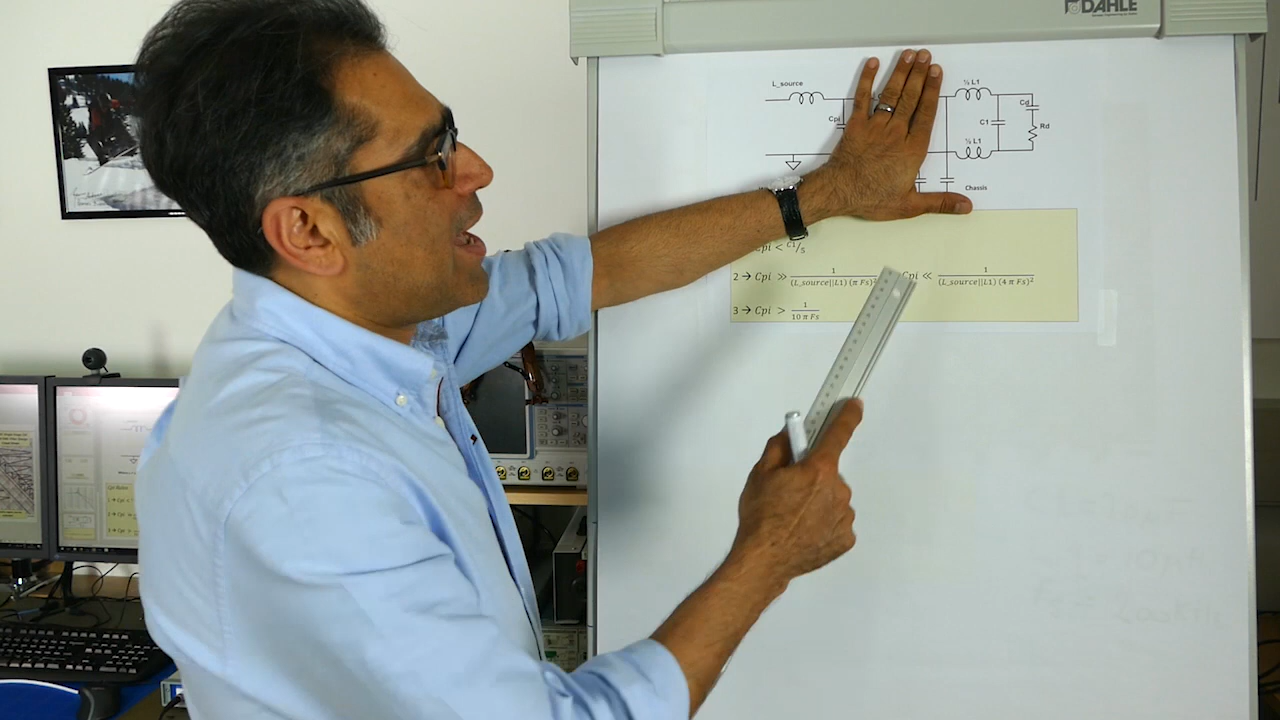 DAHLE
L_source
½ L1
Cpi
C1
Cd
Rd
½ L1
Chassis
Cpi < C1/5
2 → Cpi ≫ 1/(L_source||L1) (π Fs)² Cpi ≪ 1/(L_source||L1) (4 π Fs)²
3 → Cpi > 1/10 π Fs